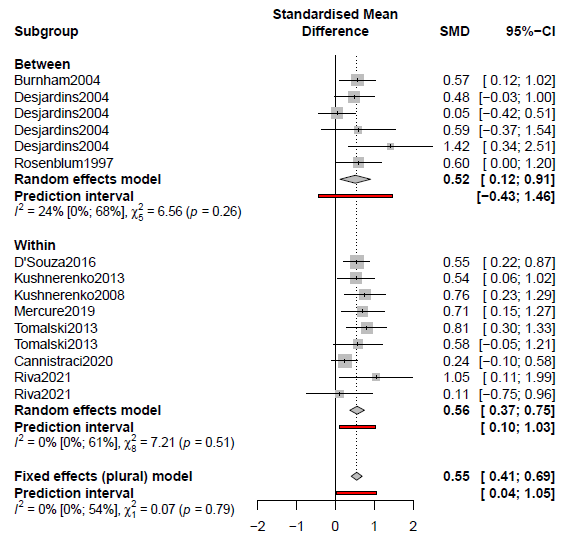 Standardised Mean
Subgroup Difference SMD 95%−CI
Between
Burnham2004 0.57 [ 0.12; 1.02]
Desjardins2004 0.48 [−0.03; 1.00]
Desjardins2004 0.05 [−0.42; 0.51]
Desjardins2004 0.59 [−0.37; 1.54]
Desjardins2004 1.42 [ 0.34; 2.51]
Rosenblum1997 0.60 [ 0.00; 1.20]
Random effects model 0.52 [ 0.12; 0.91]
Prediction interval [−0.43; 1.46]
I² = 24% [0%; 68%], χ²₅ = 6.56 (p = 0.26)
Within
D'Souza2016 0.55 [ 0.22; 0.87]
Kushnerenko2013 0.54 [ 0.06; 1.02]
Kushnerenko2008 0.76 [ 0.23; 1.29]
Mercure2019 0.71 [ 0.15; 1.27]
Tomalski2013 0.81 [ 0.30; 1.33]
Tomalski2013 0.58 [−0.05; 1.21]
Cannistraci2020 0.24 [−0.10; 0.58]
Riva2021 1.05 [ 0.11; 1.99]
Riva2021 0.11 [−0.75; 0.96]
Random effects model 0.56 [ 0.37; 0.75]
Prediction interval [ 0.10; 1.03]
I² = 0% [0%; 61%], χ²₈ = 7.21 (p = 0.51)
Fixed effects (plural) model 0.55 [ 0.41; 0.69]
Prediction interval [ 0.04; 1.05]
I² = 0% [0%; 54%], χ²₁ = 0.07 (p = 0.79)
−2 −1 0 1 2